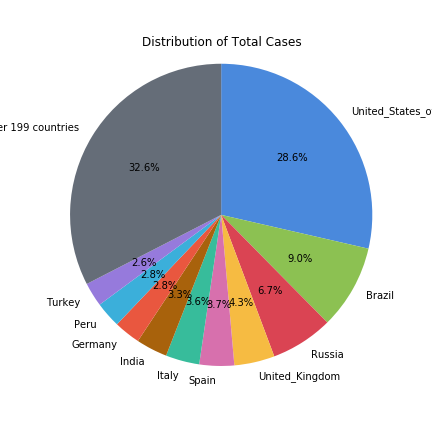 Distribution of Total Cases
er 199 countries
United_States_o
32.6%
28.6%
9.0%
2.6%
2.8%
2.8%
3.3%
3.6%
3.7%
4.3%
6.7%
Turkey
Peru
Germany
India
Italy
Spain
United_Kingdom
Russia
Brazil